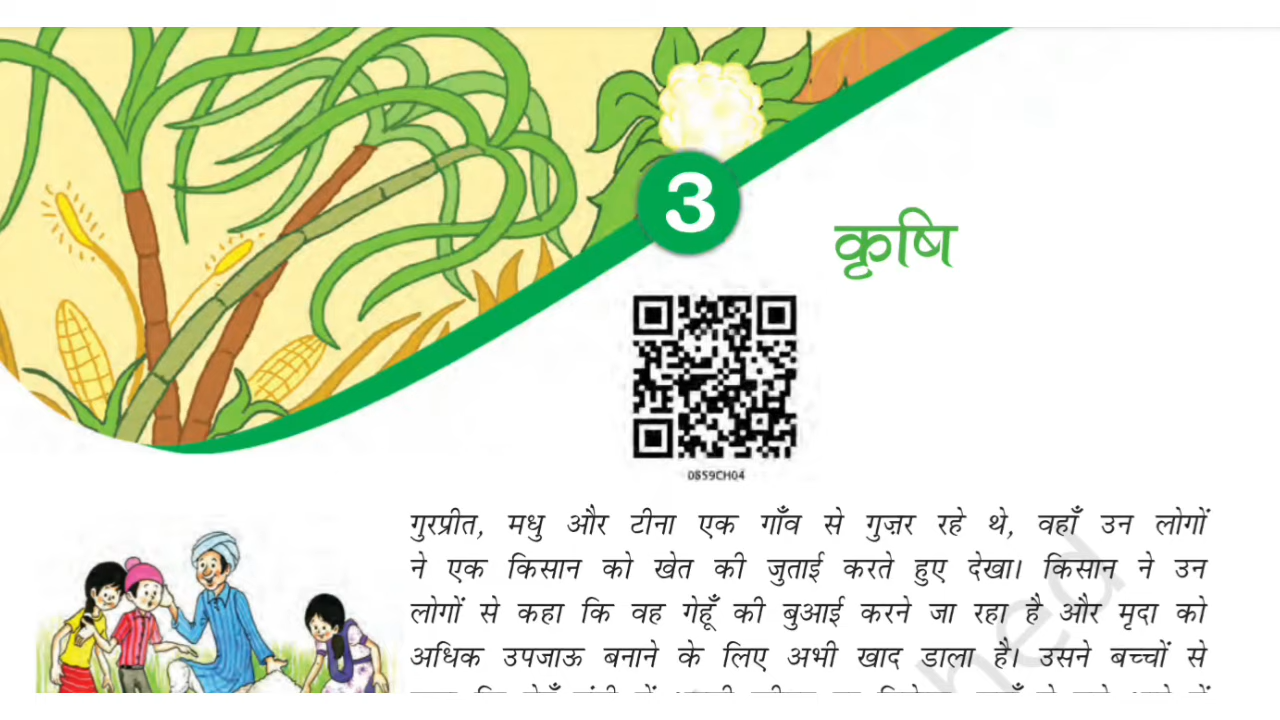 3
कृषि
0859CH04
गुरप्रीत, मधु और टीना एक गाँव से गुज़र रहे थे, वहाँ उन लोगों
ने एक किसान को खेत की जुताई करते हुए देखा। किसान ने उन
लोगों से कहा कि वह गेहूँ की बुआई करने जा रहा है और मृदा को
अधिक उपजाऊ बनाने के लिए अभी खाद डाला है। उसने बच्चों से